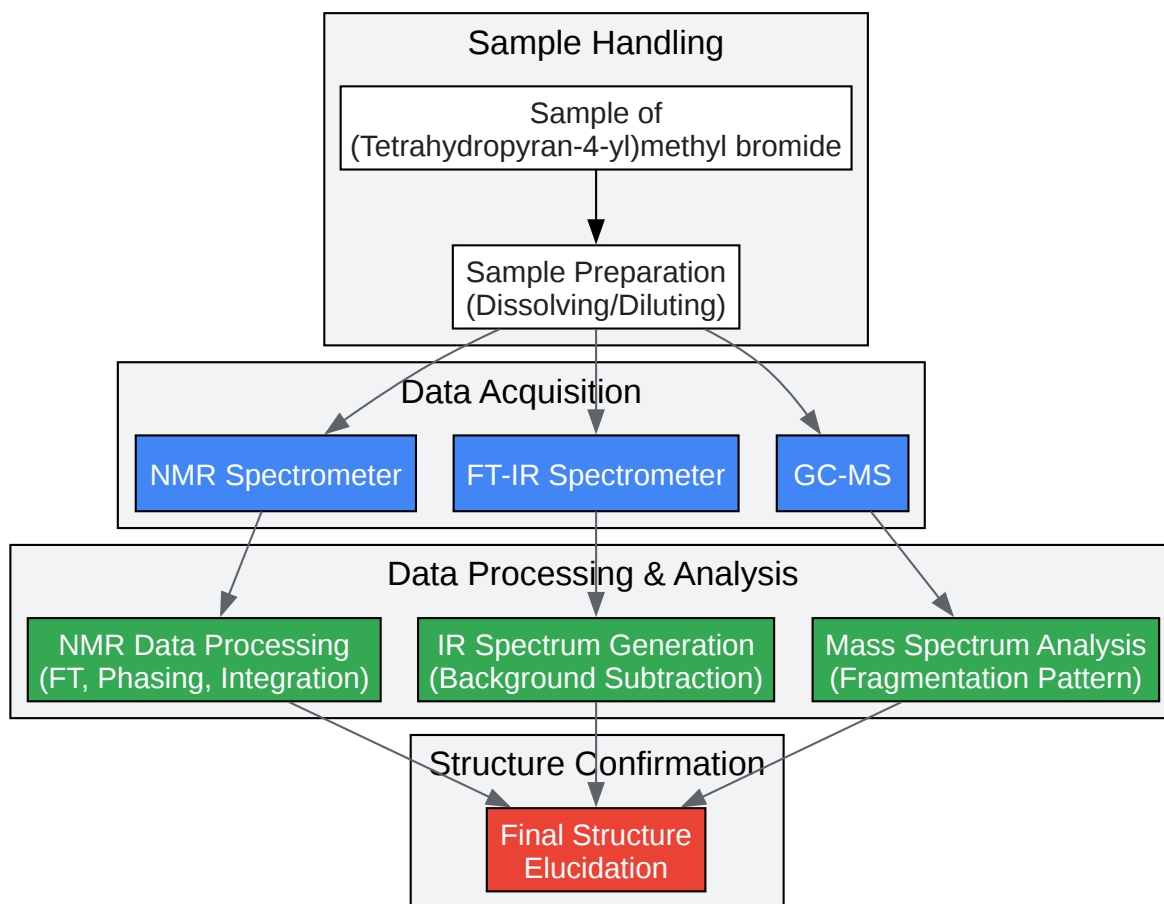 Sample Handling
Sample of
(Tetrahydropyran-4-yl)methyl bromide
Sample Preparation
(Dissolving/Diluting)
Data Acquisition
NMR Spectrometer
FT-IR Spectrometer
GC-MS
Data Processing & Analysis
NMR Data Processing
(FT, Phasing, Integration)
IR Spectrum Generation
(Background Subtraction)
Mass Spectrum Analysis
(Fragmentation Pattern)
Structure Confirmation
Final Structure
Elucidation